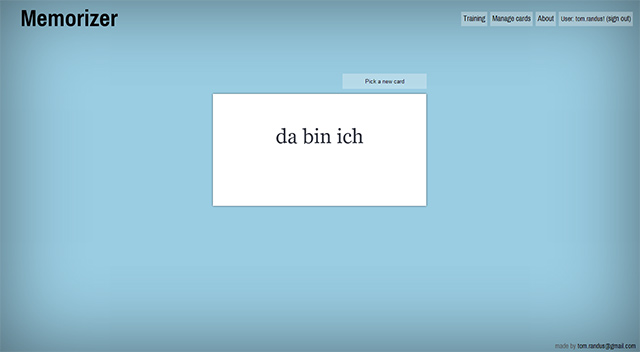 Memorizer
Training Manage cards About User: tom.randus! (sign out)
Pick a new card
da bin ich
made by tom.randus@gmail.com